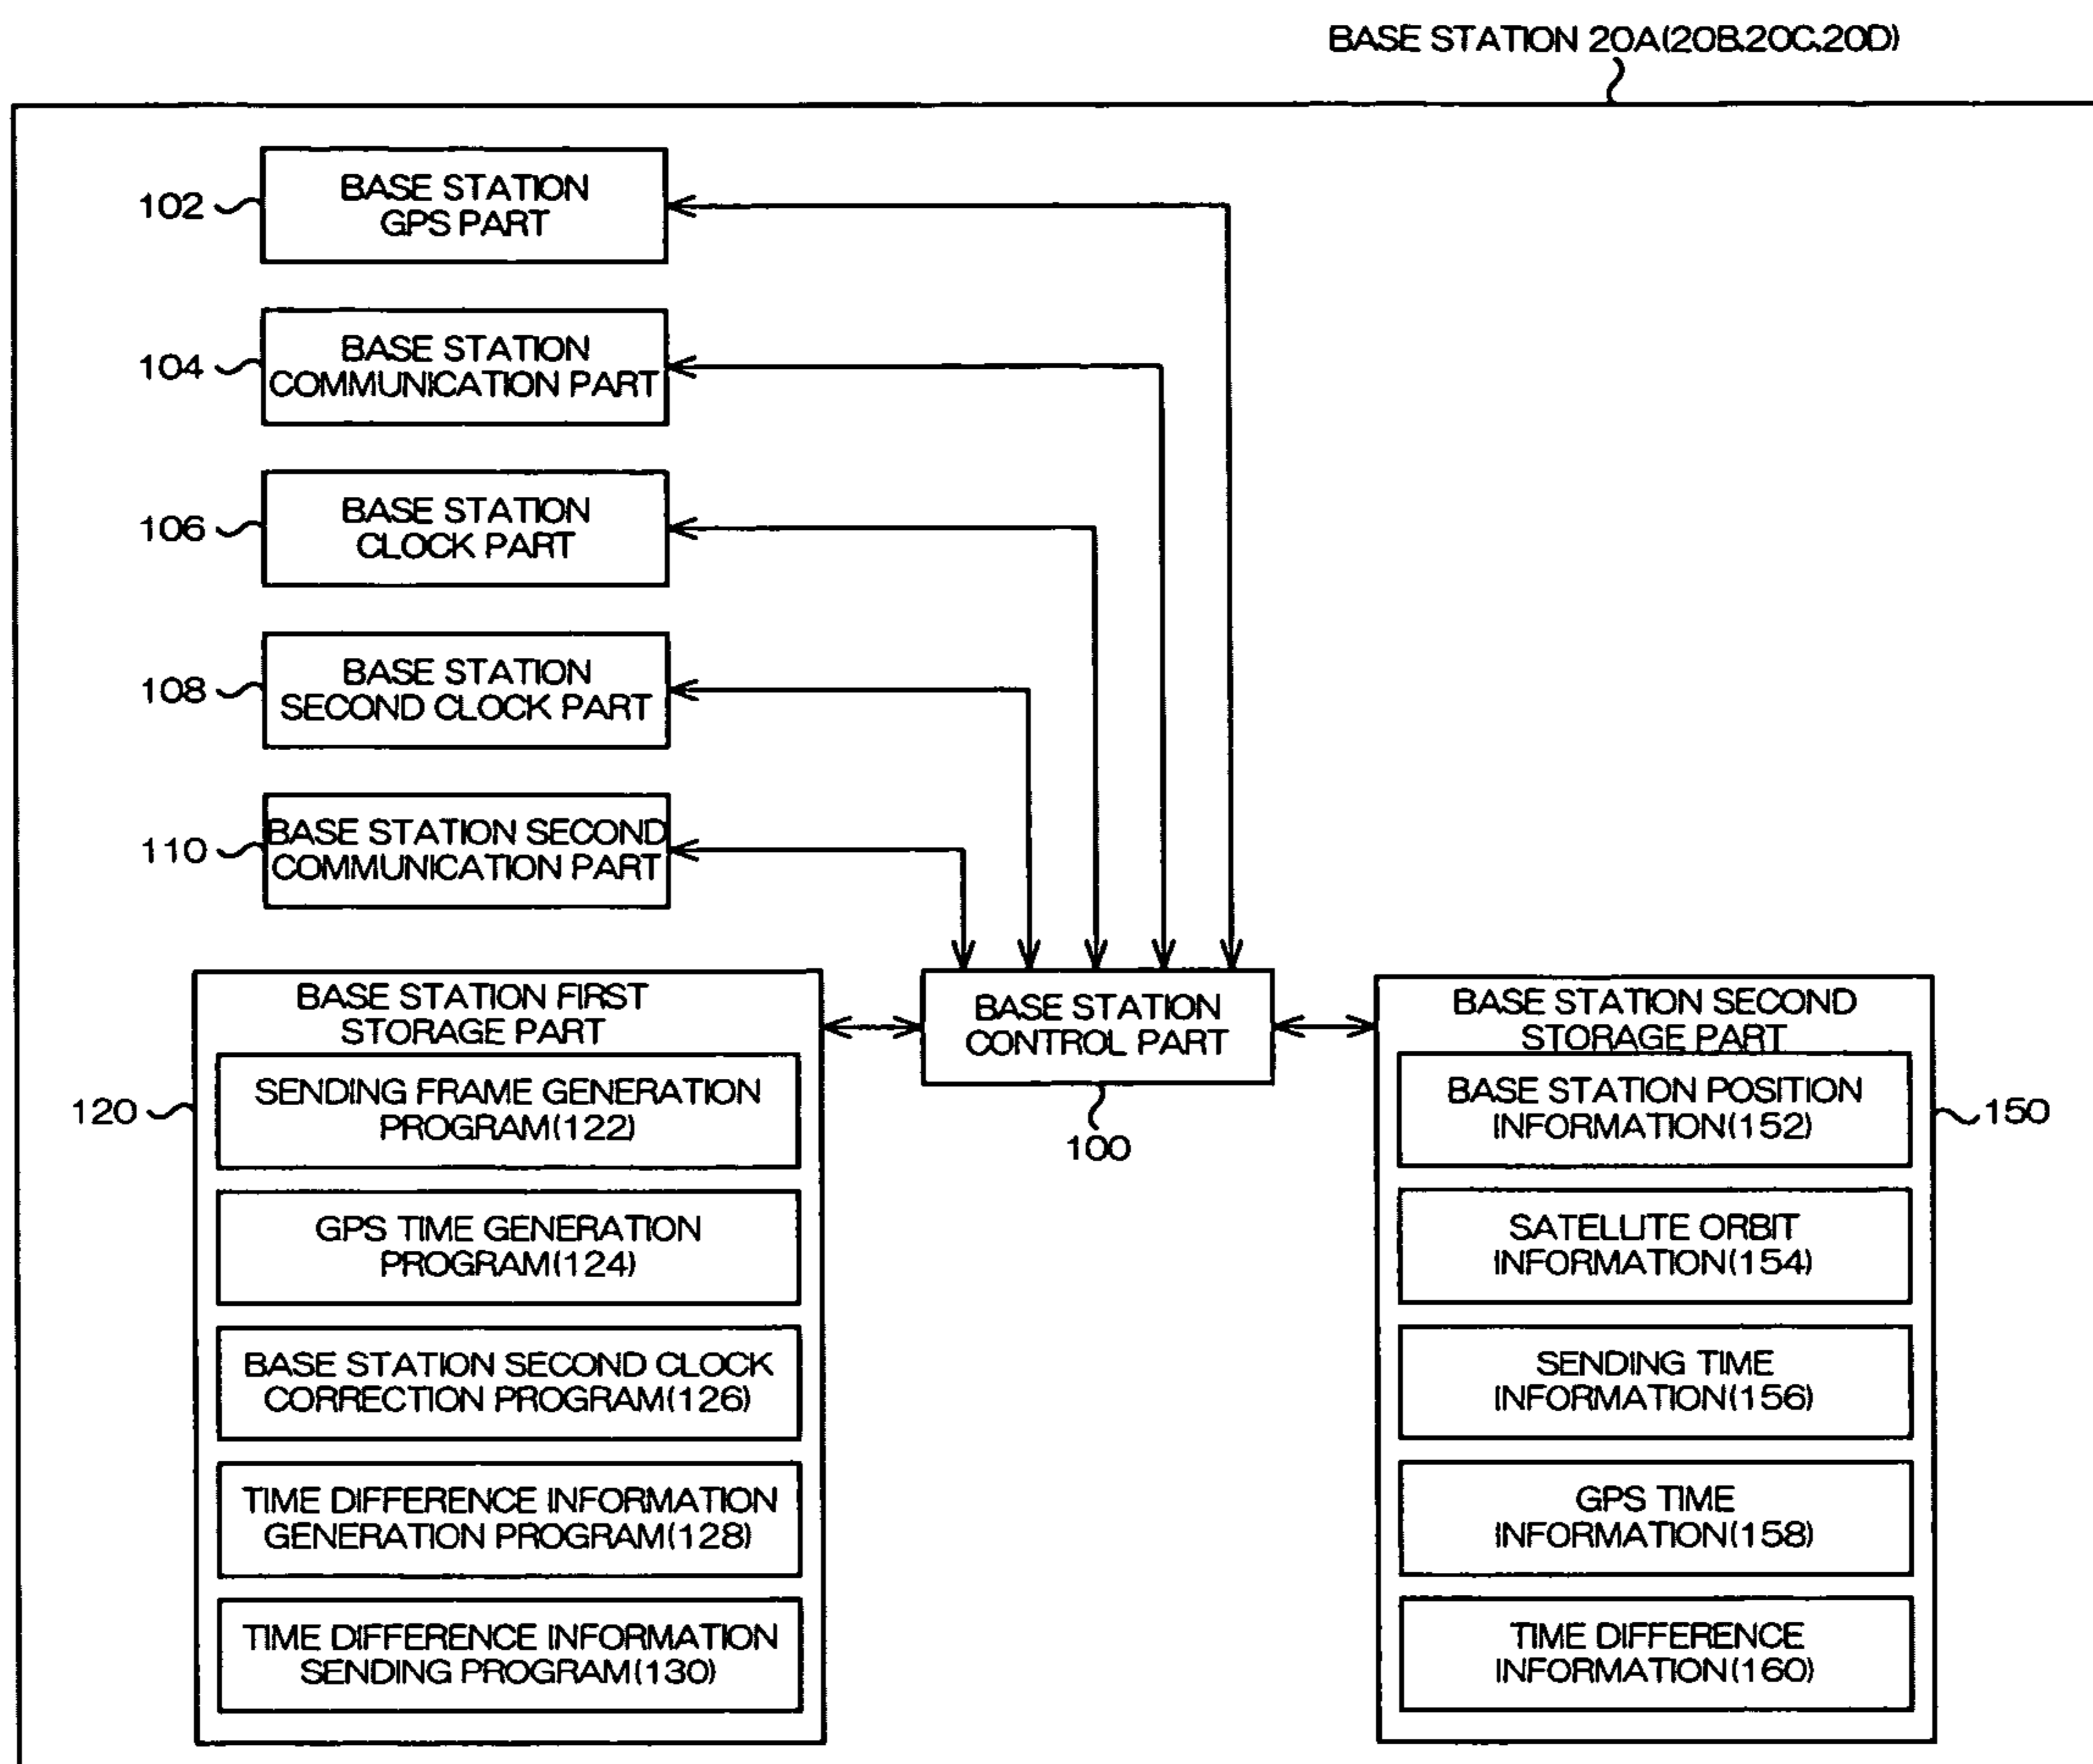 BASE STATION 20A(20B,20C,20D)
102
BASE STATION
GPS PART
104
BASE STATION
COMMUNICATION PART
106
BASE STATION
CLOCK PART
108
BASE STATION
SECOND CLOCK PART
110
BASE STATION SECOND
COMMUNICATION PART
BASE STATION FIRST
STORAGE PART
120
SENDING FRAME GENERATION
PROGRAM(122)
GPS TIME GENERATION
PROGRAM(124)
BASE STATION SECOND CLOCK
CORRECTION PROGRAM(126)
TIME DIFFERENCE INFORMATION
GENERATION PROGRAM(128)
TIME DIFFERENCE INFORMATION
SENDING PROGRAM(130)
BASE STATION
CONTROL PART
100
BASE STATION SECOND
STORAGE PART
150
BASE STATION POSITION
INFORMATION(152)
SATELLITE ORBIT
INFORMATION(154)
SENDING TIME
INFORMATION(156)
GPS TIME
INFORMATION(158)
TIME DIFFERENCE
INFORMATION(160)